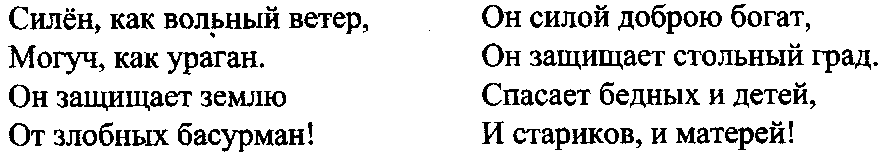 Силён, как вольный ветер,
Могуч, как ураган.
Он защищает землю
От злобных басурман!
Он силой доброю богат,
Он защищает стольный град.
Спасает бедных и детей,
И стариков, и матерей!